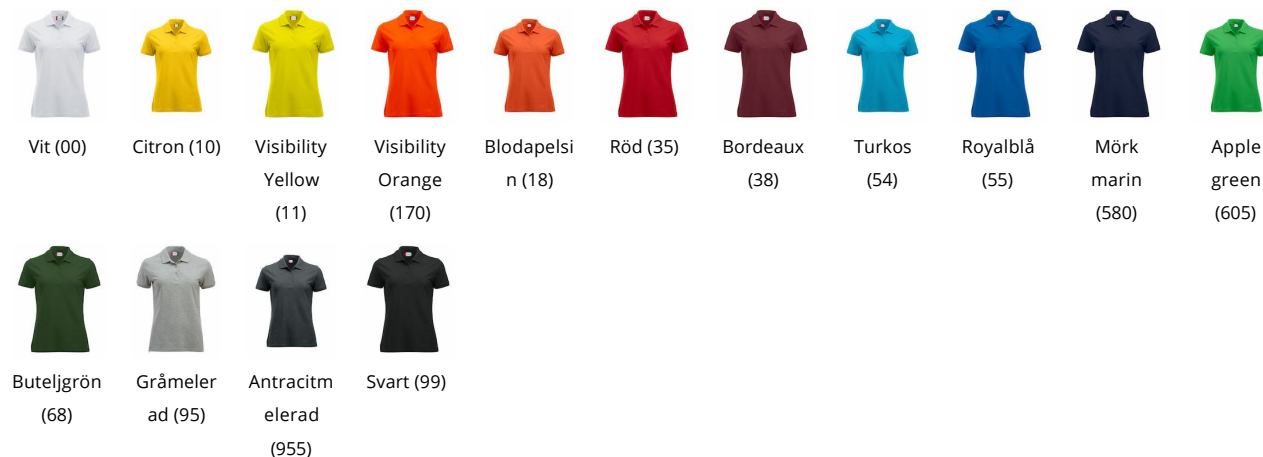 Vit (00)
Citron (10)
Visibility
Yellow
(11)
Visibility
Orange
(170)
Blodapelsi
n (18)
Röd (35)
Bordeaux
(38)
Turkos
(54)
Royalblå
(55)
Mörk
marin
(580)
Apple
green
(605)
Buteljgrön
(68)
Gråmeler
ad (95)
Antracitm
elerad
(955)
Svart (99)